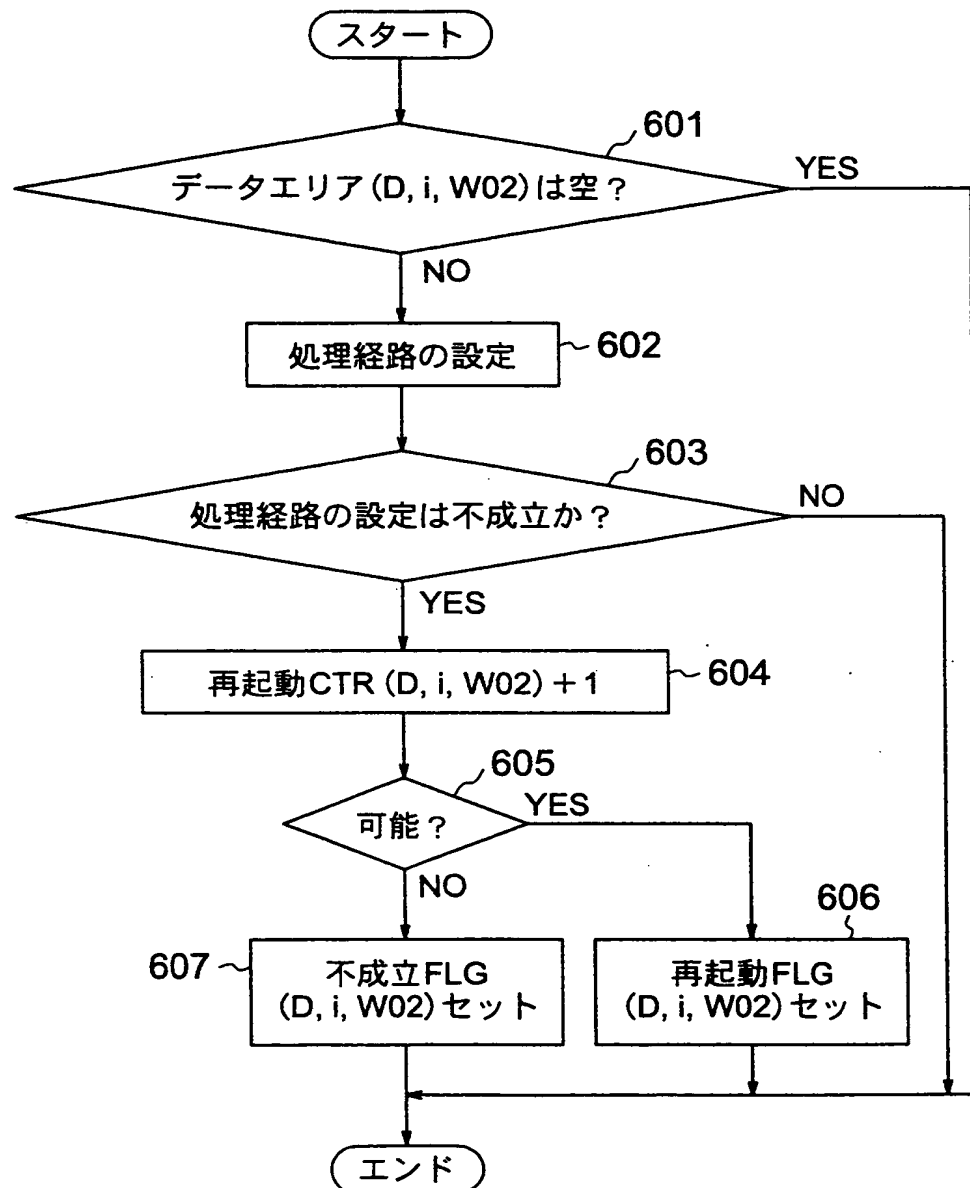 スタート
601
データエリア(D, i, W02)は空？
YES
NO
処理経路の設定
602
603
処理経路の設定は不成立か？
NO
YES
再起動CTR (D, i, W02)＋1
604
605
可能？
YES
NO
606
607
不成立FLG
(D, i, W02)セット
再起動FLG
(D, i, W02)セット
エンド